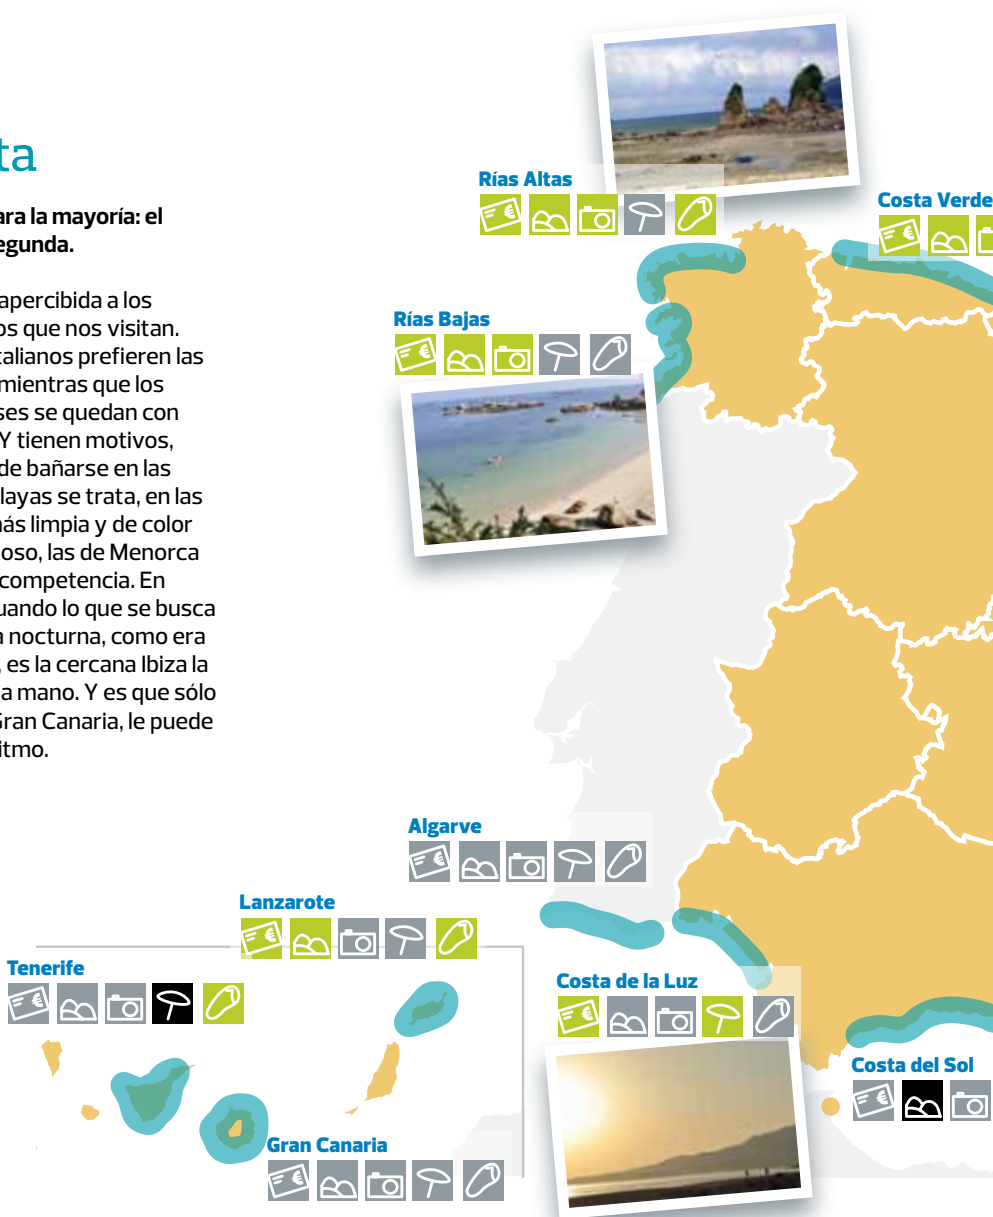 ta
ara la mayoría: el
egunda.
apercibida a los
os que nos visitan.
talianos prefieren las
mientras que los
ses se quedan con
Y tienen motivos,
de bañarse en las
layas se trata, en las
más limpia y de color
oso, las de Menorca
competencia. En
uando lo que se busca
a nocturna, como era
, es la cercana Ibiza la
a mano. Y es que sólo
Gran Canaria, le puede
itmo.
Rías Altas
Costa Verde
Rías Bajas
Algarve
Lanzarote
Tenerife
Costa de la Luz
Costa del Sol
Gran Canaria